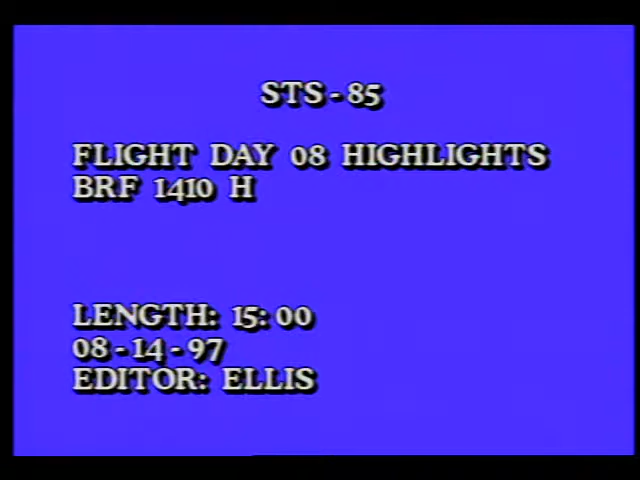 STS - 85
FLIGHT DAY 08 HIGHLIGHTS
BRF 1410 H
LENGTH: 15: 00
08 - 14 - 97
EDITOR: ELLIS